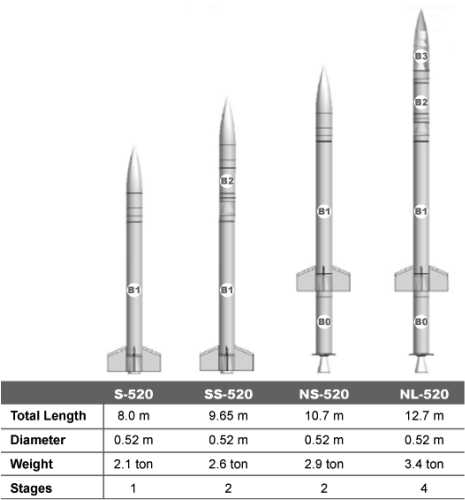 B3
B2
B2
B1
B1
B1
B1
B0
B0
S-520 SS-520 NS-520 NL-520
Total Length 8.0 m 9.65 m 10.7 m 12.7 m
Diameter 0.52 m 0.52 m 0.52 m 0.52 m
Weight 2.1 ton 2.6 ton 2.9 ton 3.4 ton
Stages 1 2 2 4